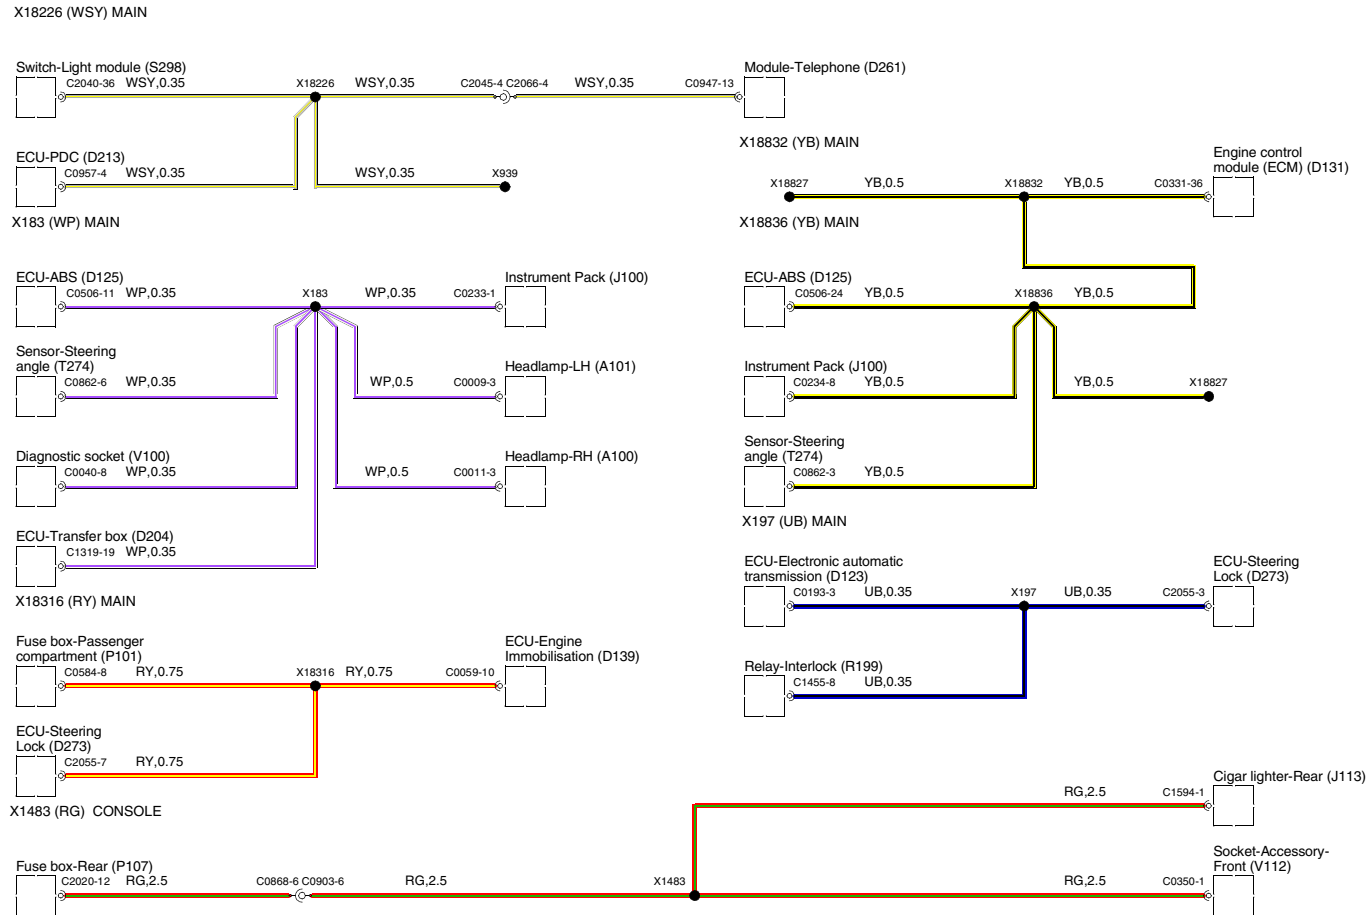 X18226 (WSY) MAIN
Switch-Light module (S298)
C2040-36 WSY,0.35 X18226 WSY,0.35 C2045-4 C2066-4 WSY,0.35 C0947-13
Module-Telephone (D261)
ECU-PDC (D213)
C0957-4 WSY,0.35 WSY,0.35 X939
X183 (WP) MAIN
ECU-ABS (D125)
C0506-11 WP,0.35 X183 WP,0.35 C0233-1
Instrument Pack (J100)
Sensor-Steering
angle (T274)
C0862-6 WP,0.35 WP,0.5 C0009-3
Headlamp-LH (A101)
Diagnostic socket (V100)
C0040-8 WP,0.35 WP,0.5 C0011-3
Headlamp-RH (A100)
ECU-Transfer box (D204)
C1319-19 WP,0.35
X18316 (RY) MAIN
Fuse box-Passenger
compartment (P101)
C0584-8 RY,0.75 X18316 RY,0.75 C0059-10
ECU-Engine
Immobilisation (D139)
ECU-Steering
Lock (D273)
C2055-7 RY,0.75
X18832 (YB) MAIN
X18827 YB,0.5 X18832 YB,0.5 C0331-36
Engine control
module (ECM) (D131)
X18836 (YB) MAIN
ECU-ABS (D125)
C0506-24 YB,0.5 X18836 YB,0.5
Instrument Pack (J100)
C0234-8 YB,0.5 YB,0.5 X18827
Sensor-Steering
angle (T274)
C0862-3 YB,0.5
X197 (UB) MAIN
ECU-Electronic automatic
transmission (D123)
C0193-3 UB,0.35 X197 UB,0.35 C2055-3
ECU-Steering
Lock (D273)
Relay-Interlock (R199)
C1455-8 UB,0.35
X1483 (RG) CONSOLE
RG,2.5 C1594-1
Cigar lighter-Rear (J113)
Fuse box-Rear (P107)
C2020-12 RG,2.5 C0868-6 C0903-6 RG,2.5 X1483 RG,2.5 C0350-1
Socket-Accessory-
Front (V112)